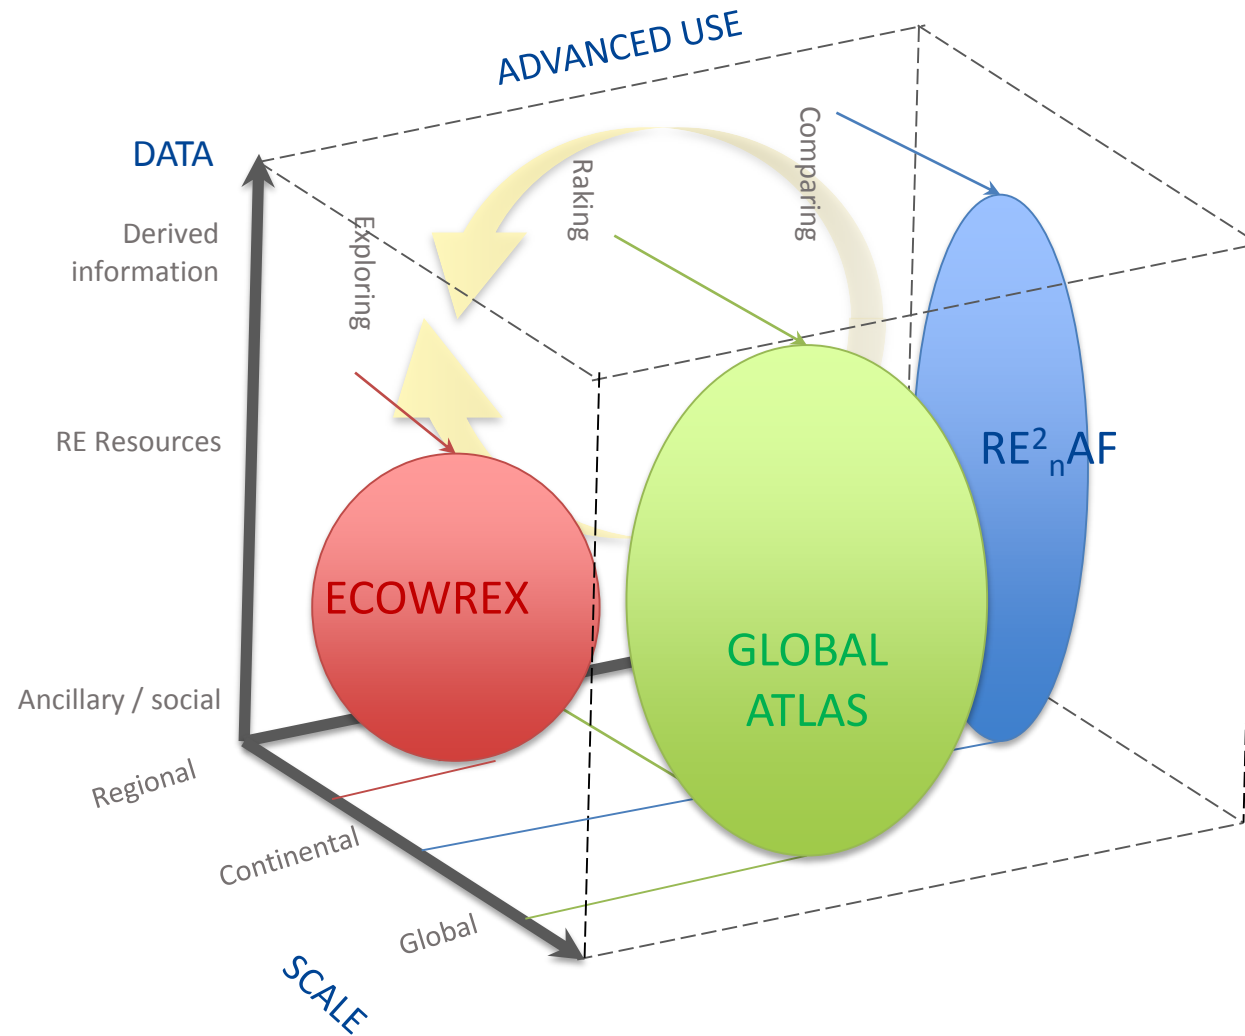 ADVANCED USE
DATA
Derived
information
Exploring
Raking
Comparing
RE Resources
RE²ₙAF
ECOWREX
GLOBAL
ATLAS
Ancillary / social
Regional
Continental
Global
SCALE